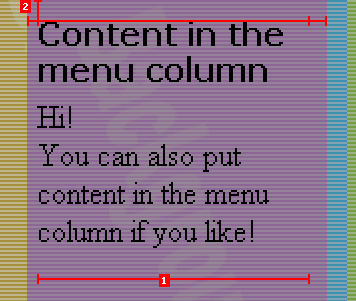 2
Content in the
menu column
Hi!
You can also put
content in the menu
column if you like!
1